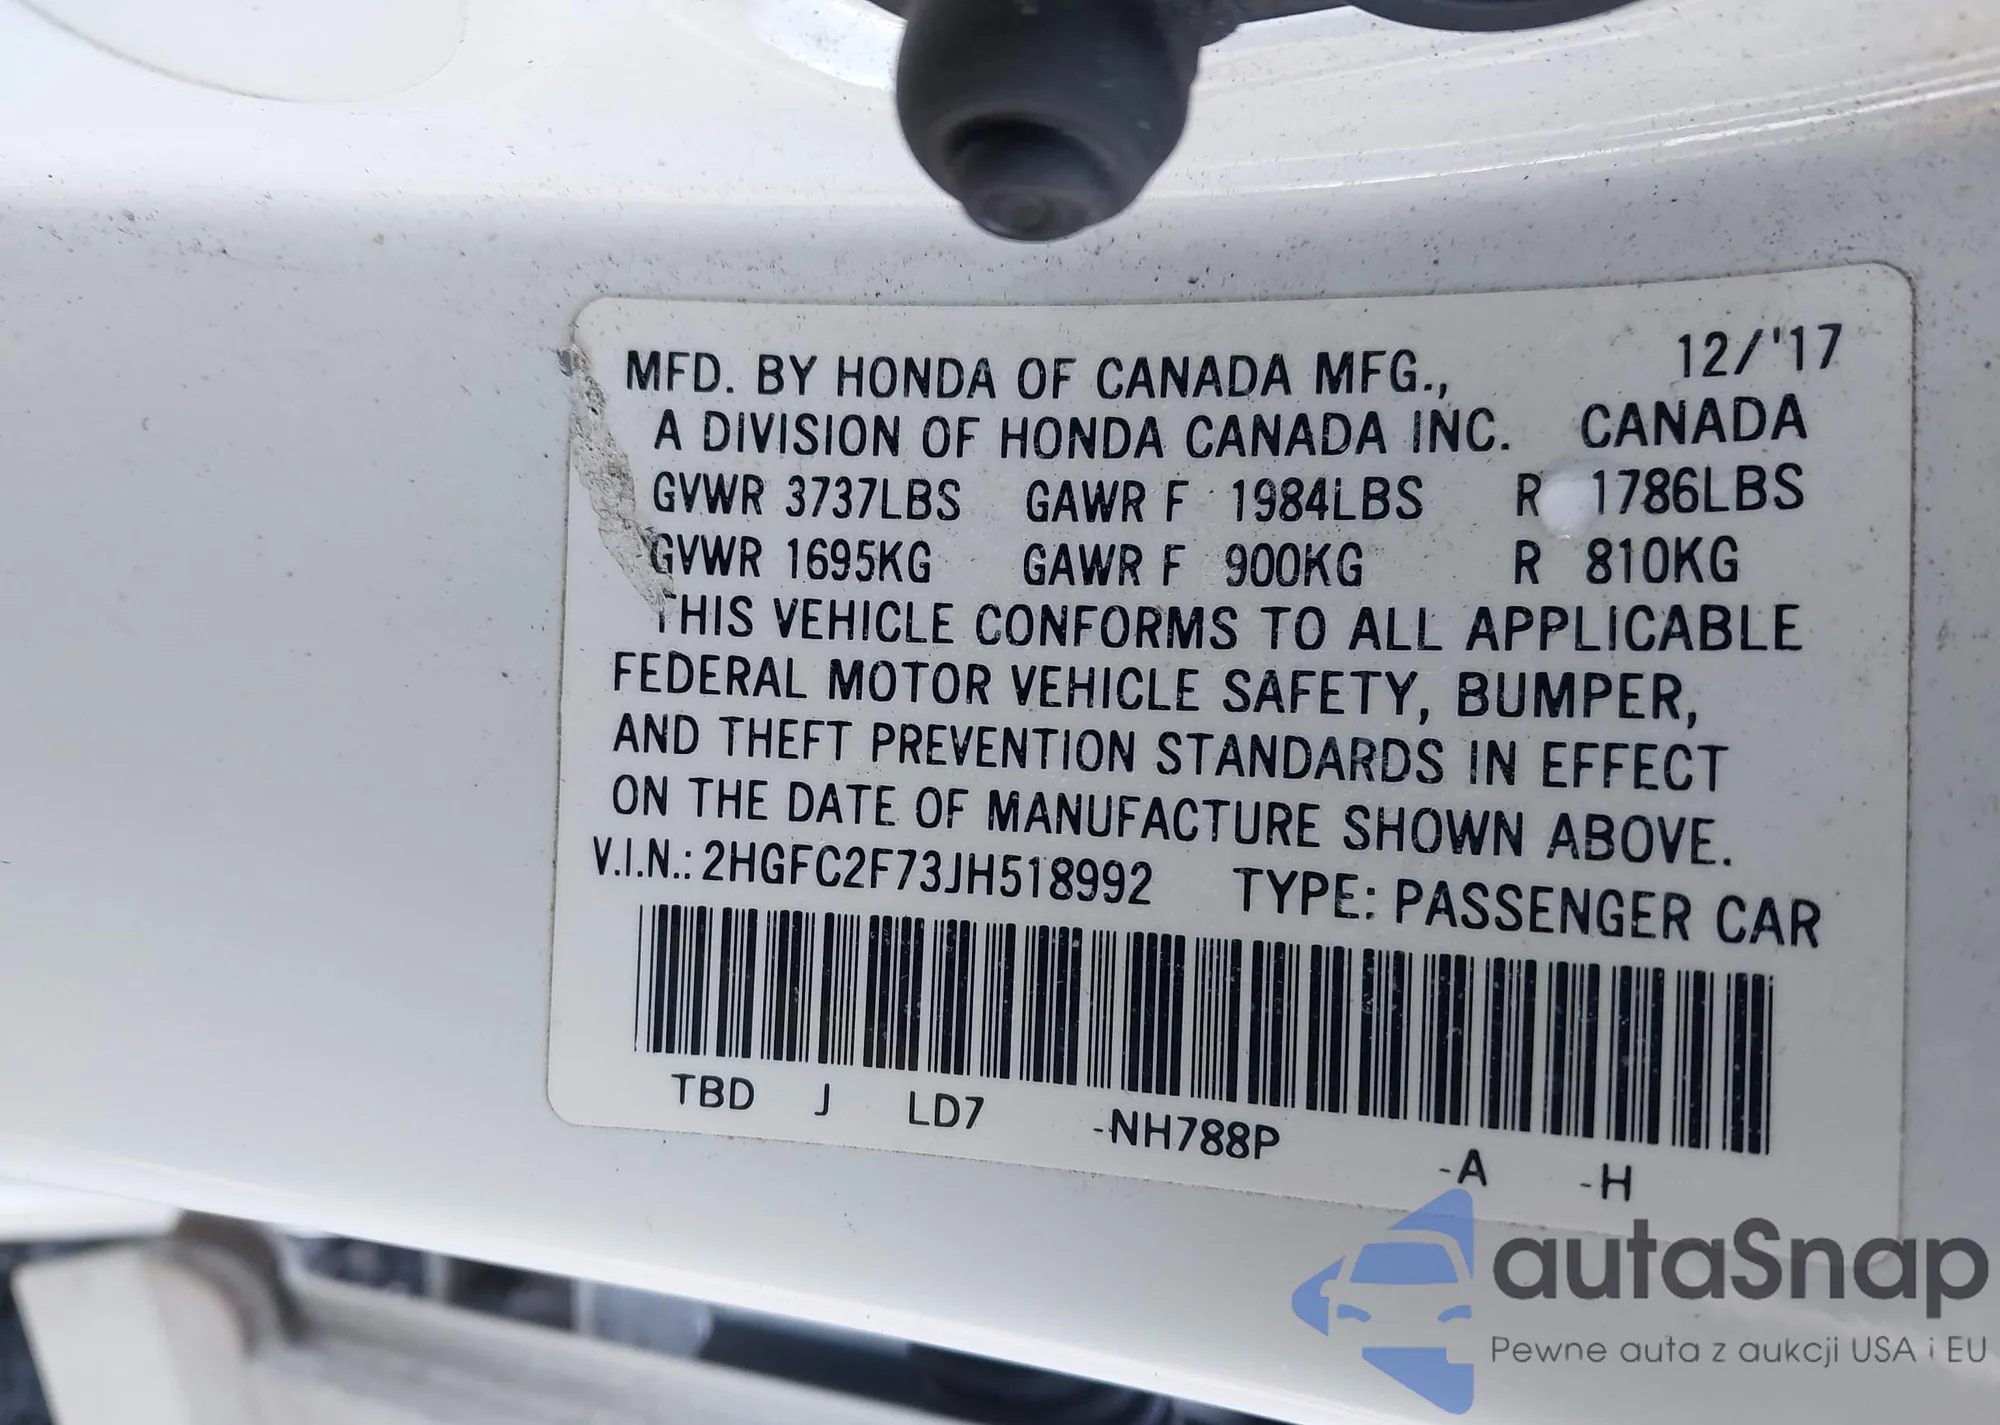 12/'17
MFD. BY HONDA OF CANADA MFG.,
A DIVISION OF HONDA CANADA INC. CANADA
GVWR 3737LBS GAWR F 1984LBS R 1786LBS
GVWR 1695KG GAWR F 900KG R 810KG
THIS VEHICLE CONFORMS TO ALL APPLICABLE
FEDERAL MOTOR VEHICLE SAFETY, BUMPER,
AND THEFT PREVENTION STANDARDS IN EFFECT
ON THE DATE OF MANUFACTURE SHOWN ABOVE.
V.I.N.: 2HGFC2F73JH518992 TYPE: PASSENGER CAR
TBD J LD7 -NH788P -A -H
autaSnap
Pewne auta z aukcji USA i EU